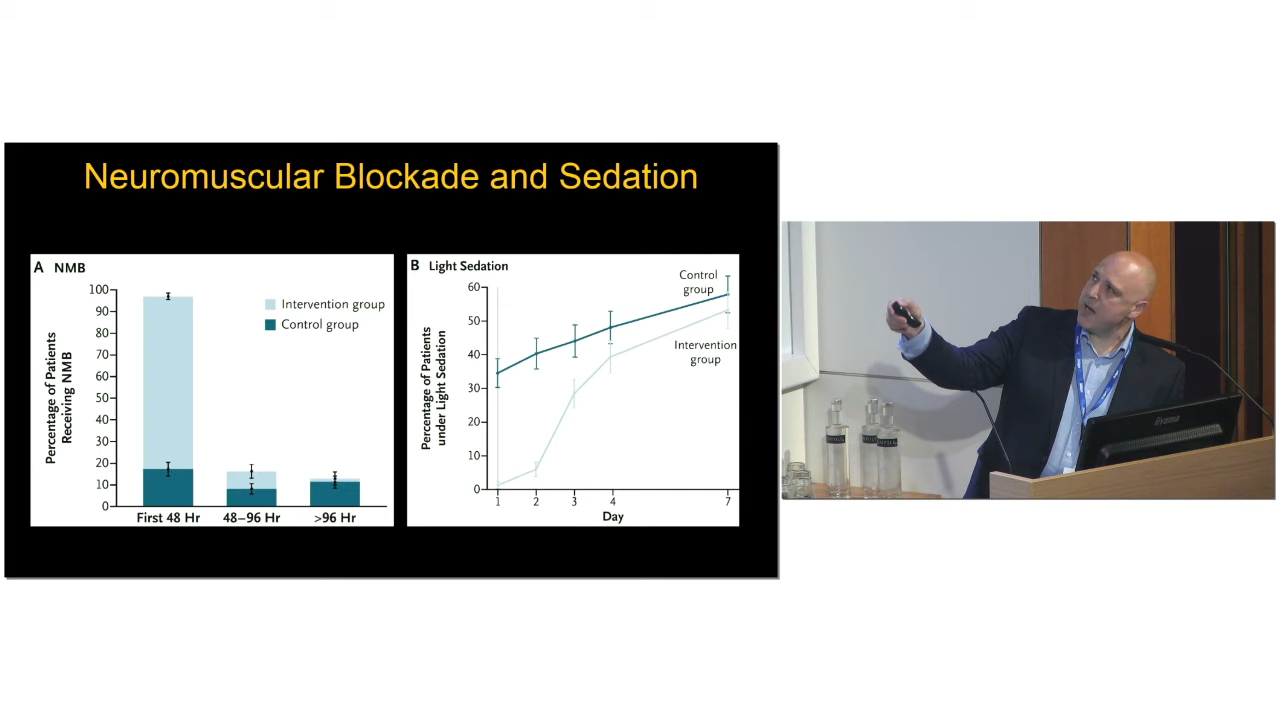 Neuromuscular Blockade and Sedation
A NMB
Percentage of Patients
Receiving NMB
100
90
80
70
60
50
40
30
20
10
0
Intervention group
Control group
First 48 Hr
48–96 Hr
>96 Hr
B Light Sedation
Percentage of Patients
under Light Sedation
60
50
40
30
20
10
0
Control
group
Intervention
group
1
2
3
4
7
Day
iiyama